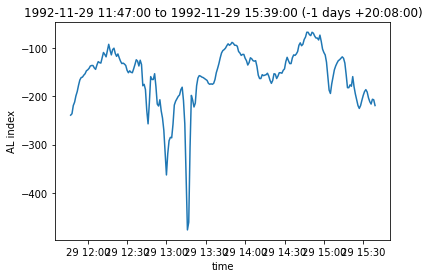 1992-11-29 11:47:00 to 1992-11-29 15:39:00 (-1 days +20:08:00)
−100
−200
−300
−400
AL index
29 12:00 29 12:30 29 13:00 29 13:30 29 14:00 29 14:30 29 15:00 29 15:30
time